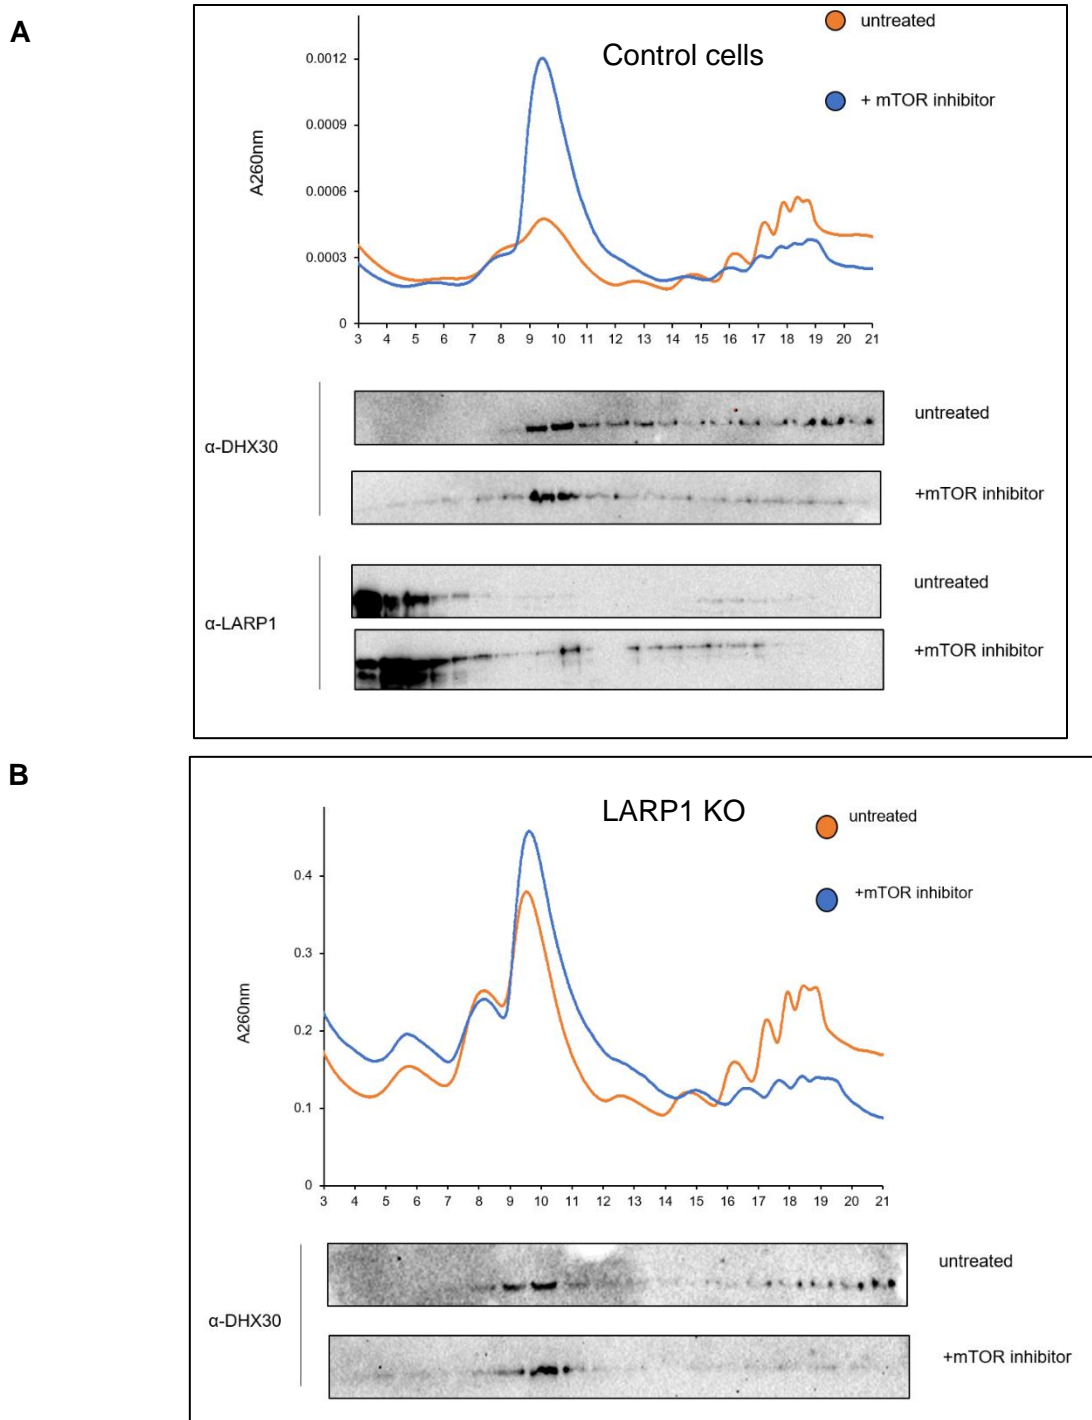 A
untreated
Control cells
+ mTOR inhibitor
A260nm
0.0012
0.0009
0.0006
0.0003
0
3 4 5 6 7 8 9 10 11 12 13 14 15 16 17 18 19 20 21
α-DHX30
untreated
+mTOR inhibitor
α-LARP1
untreated
+mTOR inhibitor
B
LARP1 KO
untreated
+mTOR inhibitor
A260nm
0.4
0.3
0.2
0.1
0
3 4 5 6 7 8 9 10 11 12 13 14 15 16 17 18 19 20 21
α-DHX30
untreated
+mTOR inhibitor